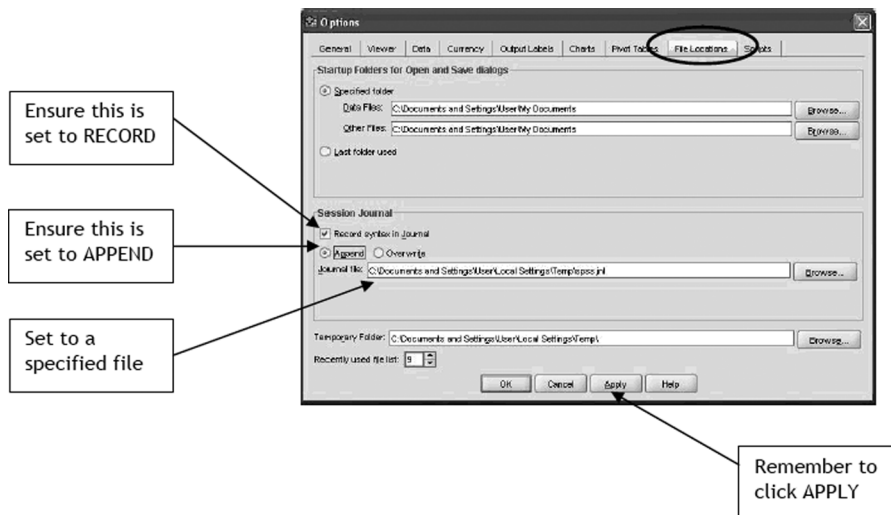 Options
General Viewer Data Currency Output Labels Charts Pivot Tables File Locations Scripts
Startup Folders for Open and Save dialogs
Specified folder
Data Files: C:\Documents and Settings\User\My Documents Browse...
Other Files: C:\Documents and Settings\User\My Documents Browse...
Last folder used
Ensure this is
set to RECORD
Session Journal
Record syntax in Journal
Ensure this is
set to APPEND
Append Overwrite
Journal file: C:\Documents and Settings\User\Local Settings\Temp\spss.jnl Browse...
Set to a
specified file
Temporary Folder: C:\Documents and Settings\User\Local Settings\Temp\ Browse...
Recently used file list: 9
OK Cancel Apply Help
Remember to
click APPLY